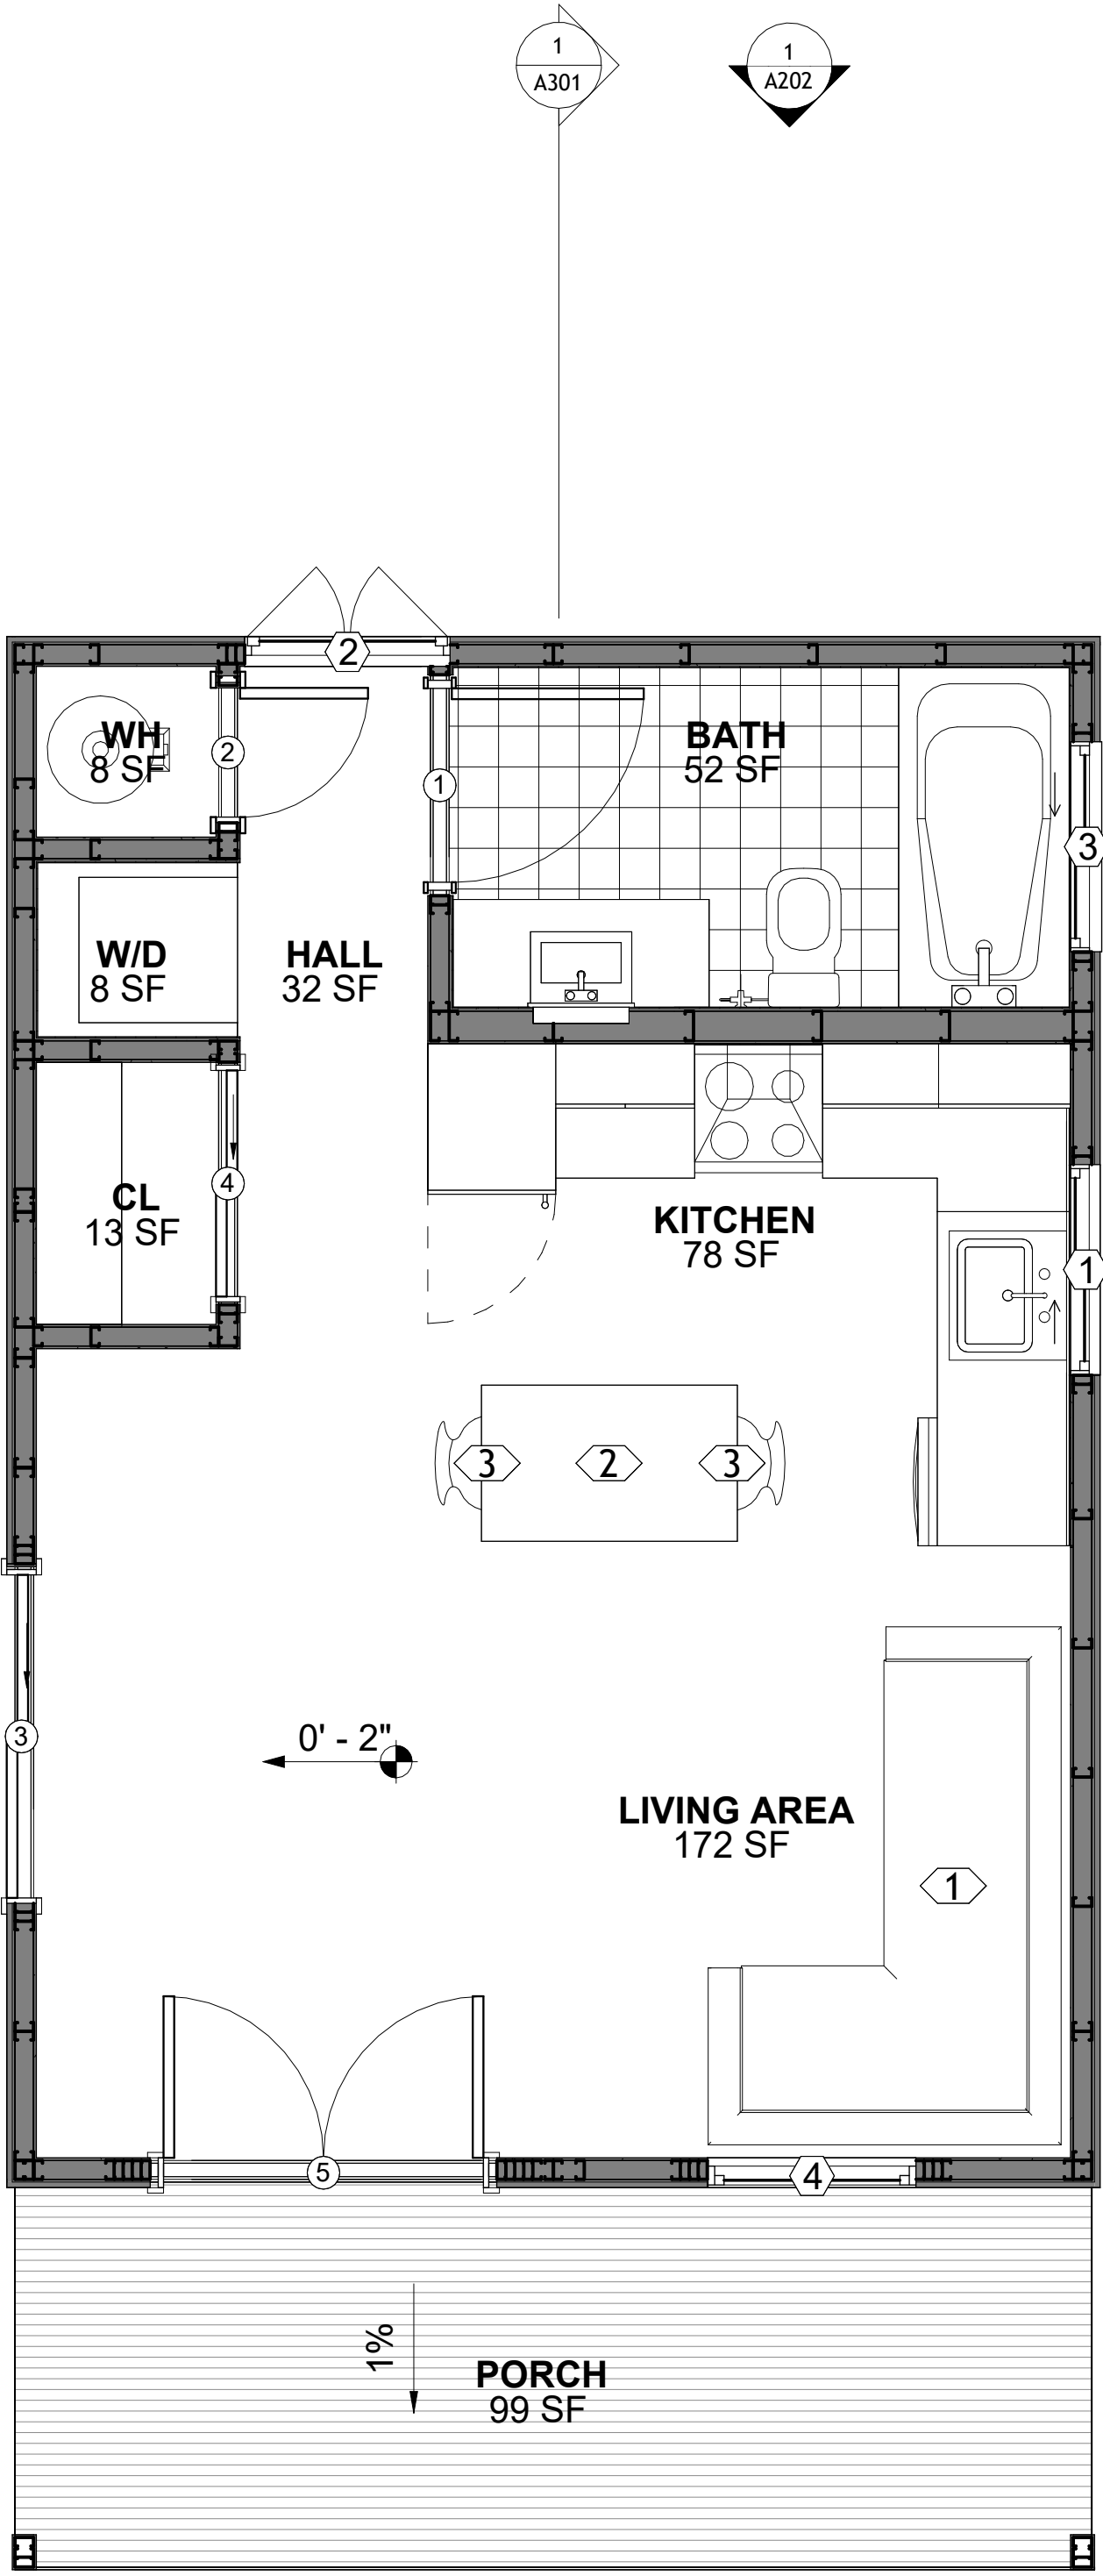 1
A301
1
A202
2
WH
8 SF
2
BATH
52 SF
1
3
W/D
8 SF
HALL
32 SF
4
CL
13 SF
KITCHEN
78 SF
1
3
2
3
3
0' - 2"
LIVING AREA
172 SF
1
5
4
1%
PORCH
99 SF